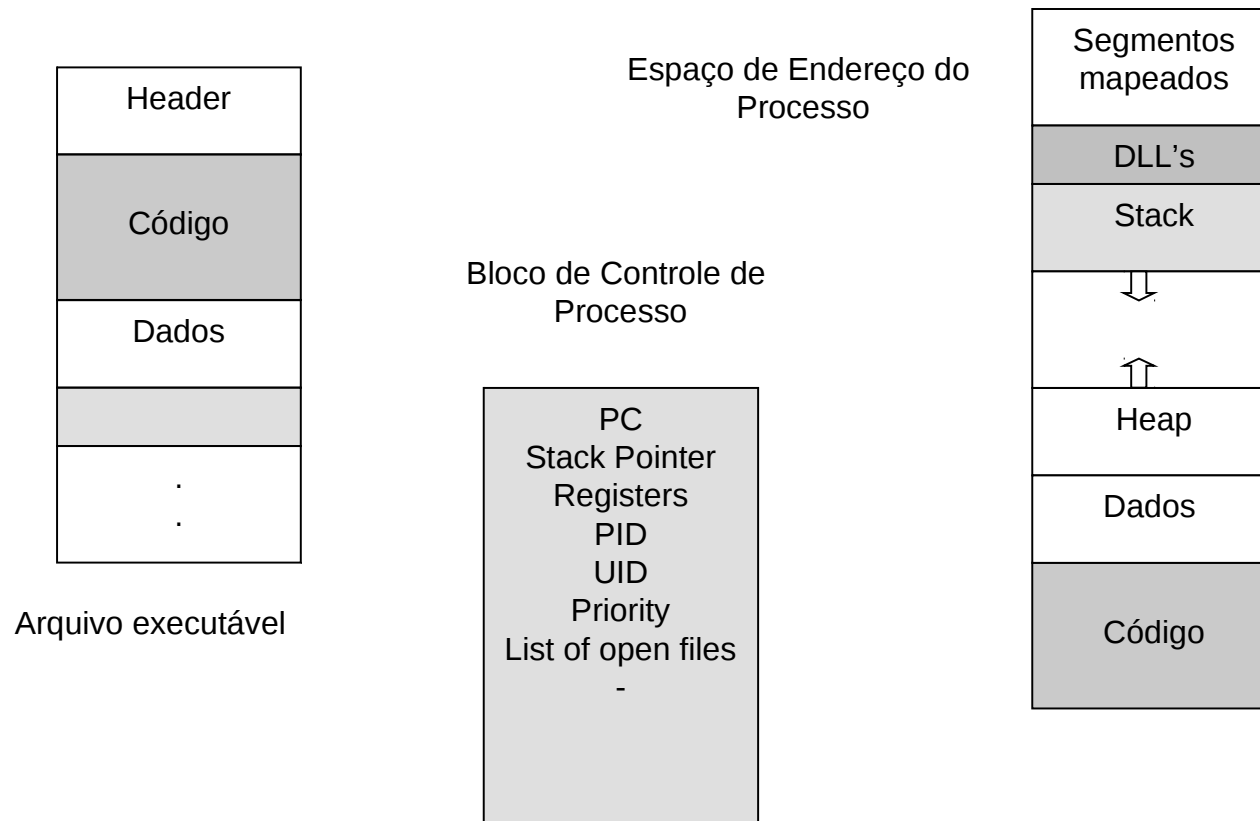 Header
Código
Dados
.
.
Arquivo executável
Bloco de Controle de
Processo
PC
Stack Pointer
Registers
PID
UID
Priority
List of open files
-
Espaço de Endereço do
Processo
Segmentos
mapeados
DLL's
Stack
Heap
Dados
Código